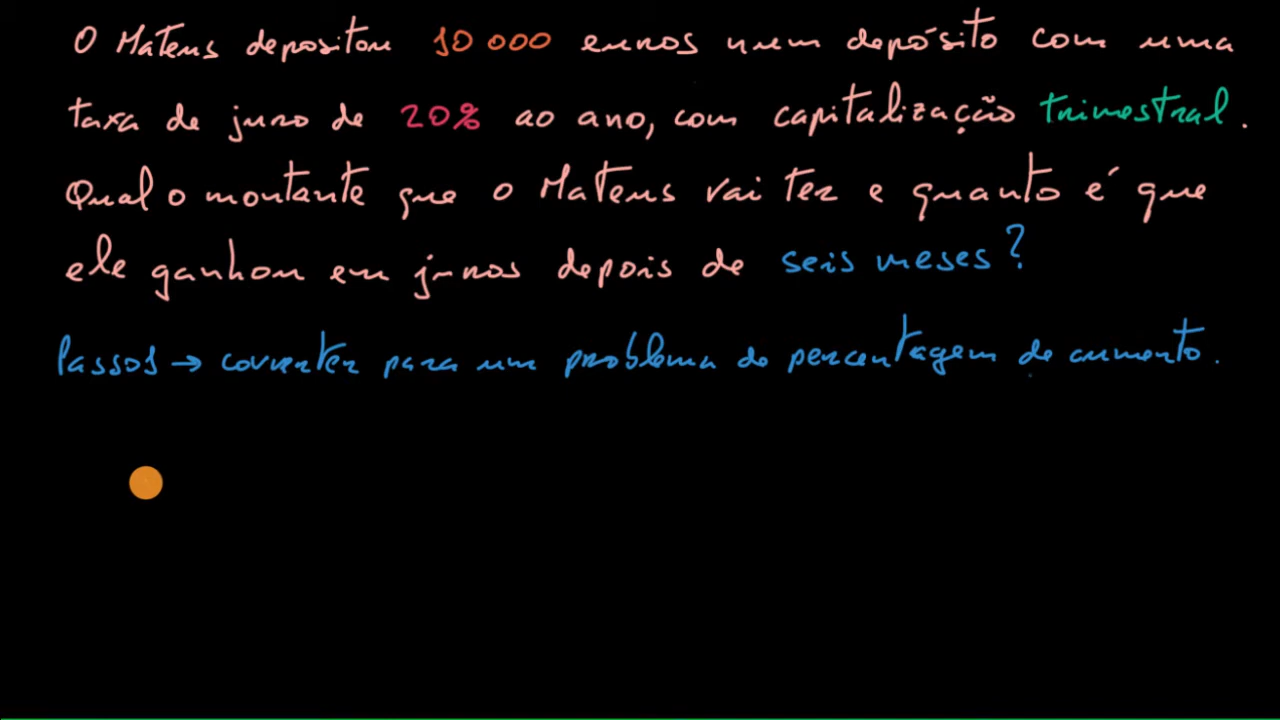 O Mateus depositou 10 000 euros num depósito com uma
taxa de juro de 20% ao ano, com capitalização trimestral.
Qual o montante que o Mateus vai ter e quanto é que
ele ganhou em juros depois de seis meses?
Passos → converter para um problema de percentagem de aumento.